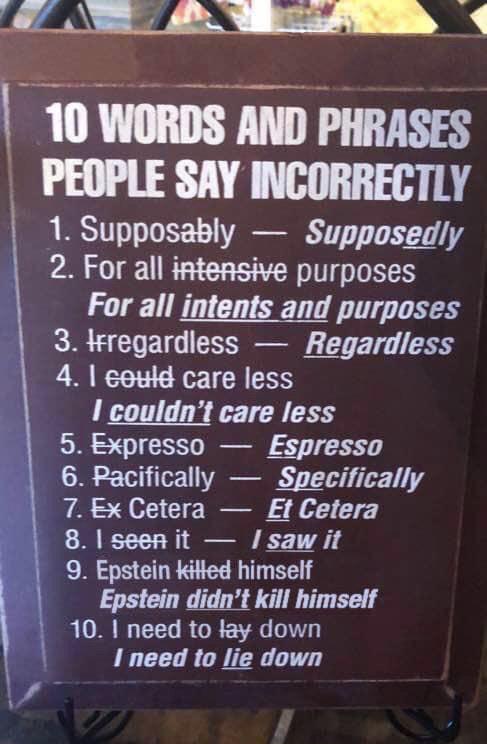 10 WORDS AND PHRASES
PEOPLE SAY INCORRECTLY
1. Supposably — Supposedly
2. For all intensive purposes
For all intents and purposes
3. Irregardless — Regardless
4. I could care less
I couldn't care less
5. Expresso — Espresso
6. Pacifically — Specifically
7. Ex Cetera — Et Cetera
8. I seen it — I saw it
9. Epstein killed himself
Epstein didn't kill himself
10. I need to lay down
I need to lie down